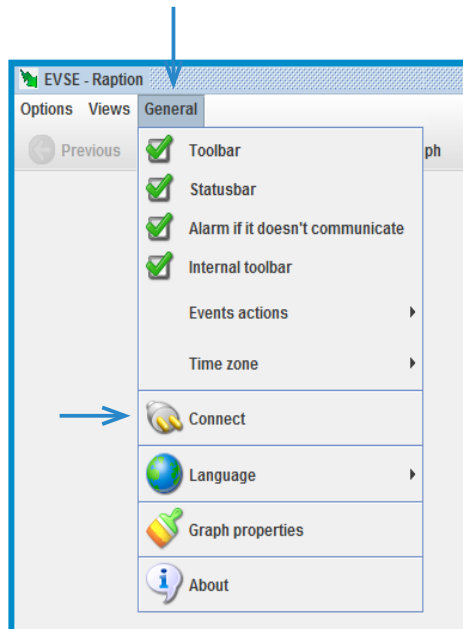 EVSE - Raption
Options Views General
Previous
ph
Toolbar
Statusbar
Alarm if it doesn't communicate
Internal toolbar
Events actions
Time zone
Connect
Language
Graph properties
About